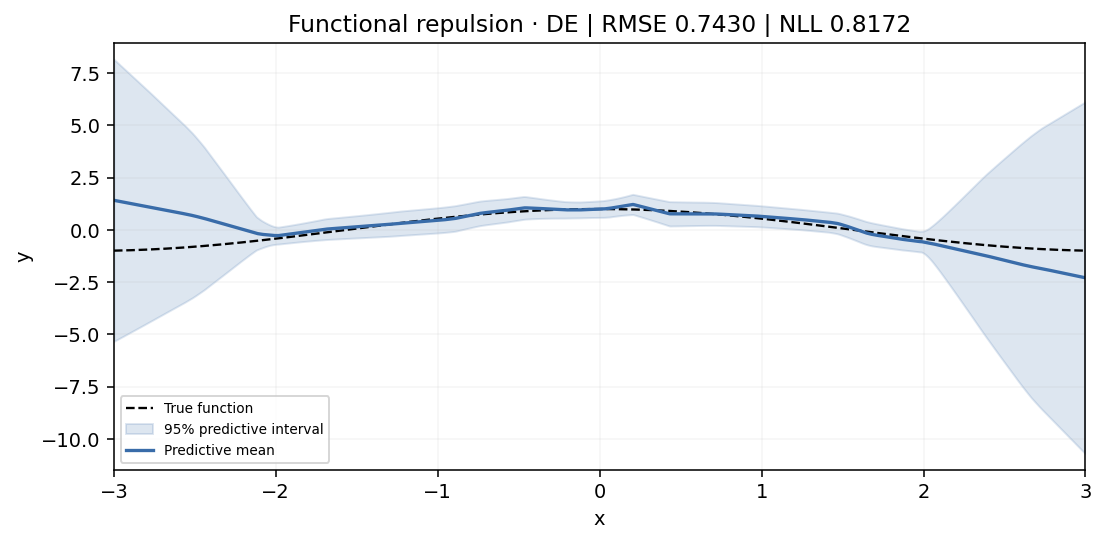 Functional repulsion · DE | RMSE 0.7430 | NLL 0.8172
y
7.5
5.0
2.5
0.0
−2.5
−5.0
−7.5
−10.0
True function
95% predictive interval
Predictive mean
−3
−2
−1
0
1
2
3
x